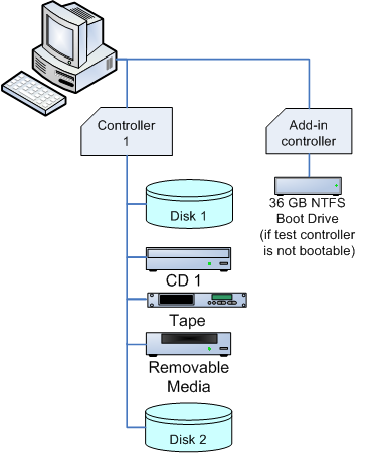 Controller
1
Add-in
controller
36 GB NTFS
Boot Drive
(if test controller
is not bootable)
Disk 1
CD 1
Tape
Removable
Media
Disk 2